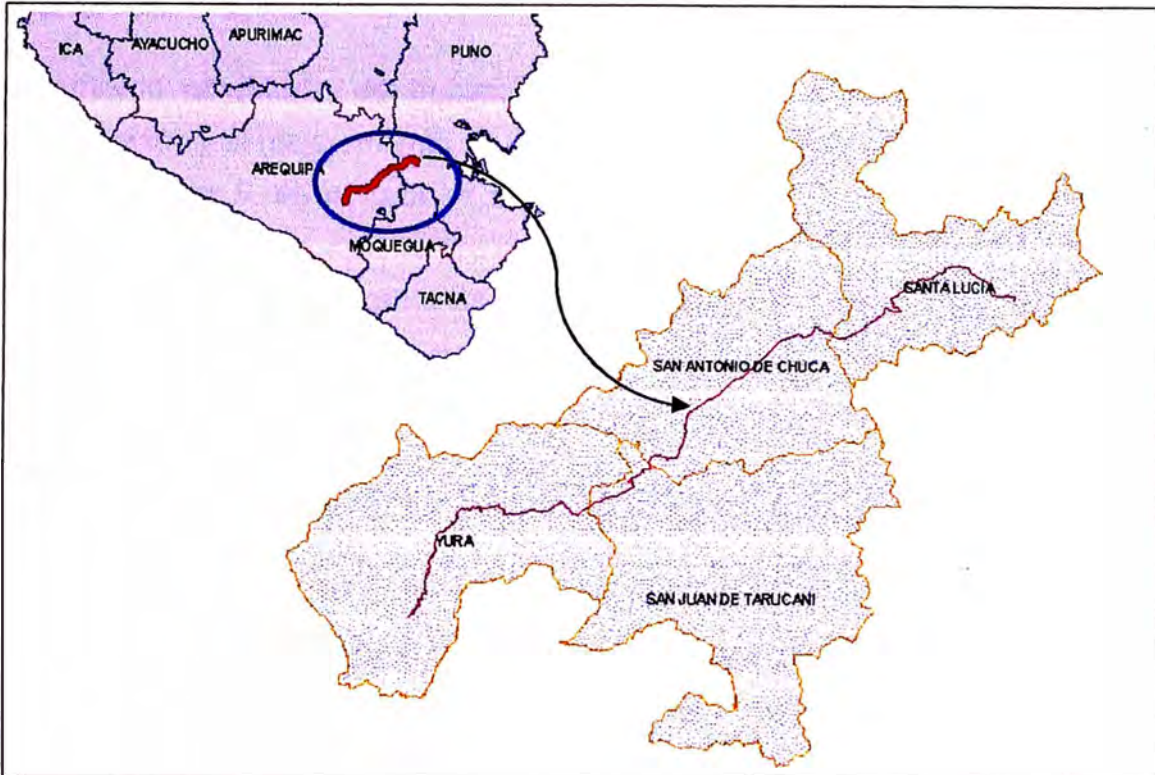 ICA
AYACUCHO
APURIMAC
PUNO
AREQUIPA
MOQUEGUA
TACNA
SANTA LUCIA
SAN ANTONIO DE CHUCA
YURA
SAN JUAN DE TARUCANI